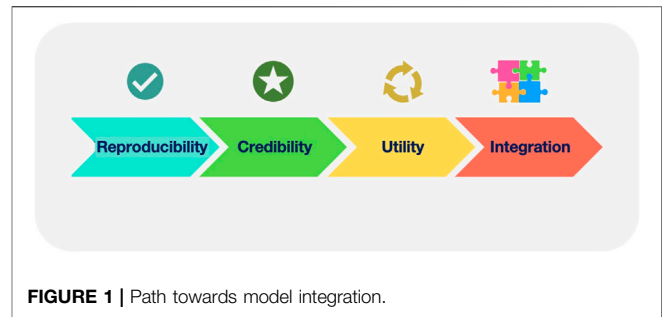 Reproducibility Credibility Utility Integration
FIGURE 1 | Path towards model integration.